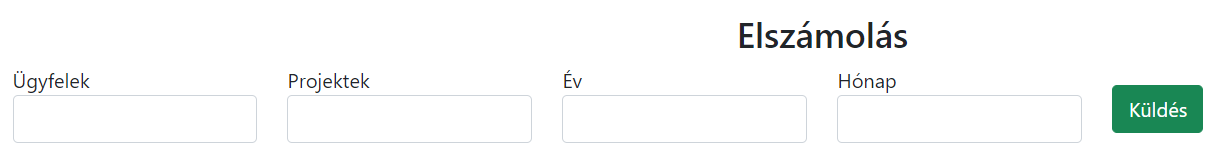 Elszámolás
Ügyfelek
Projektek
Év
Hónap
Küldés